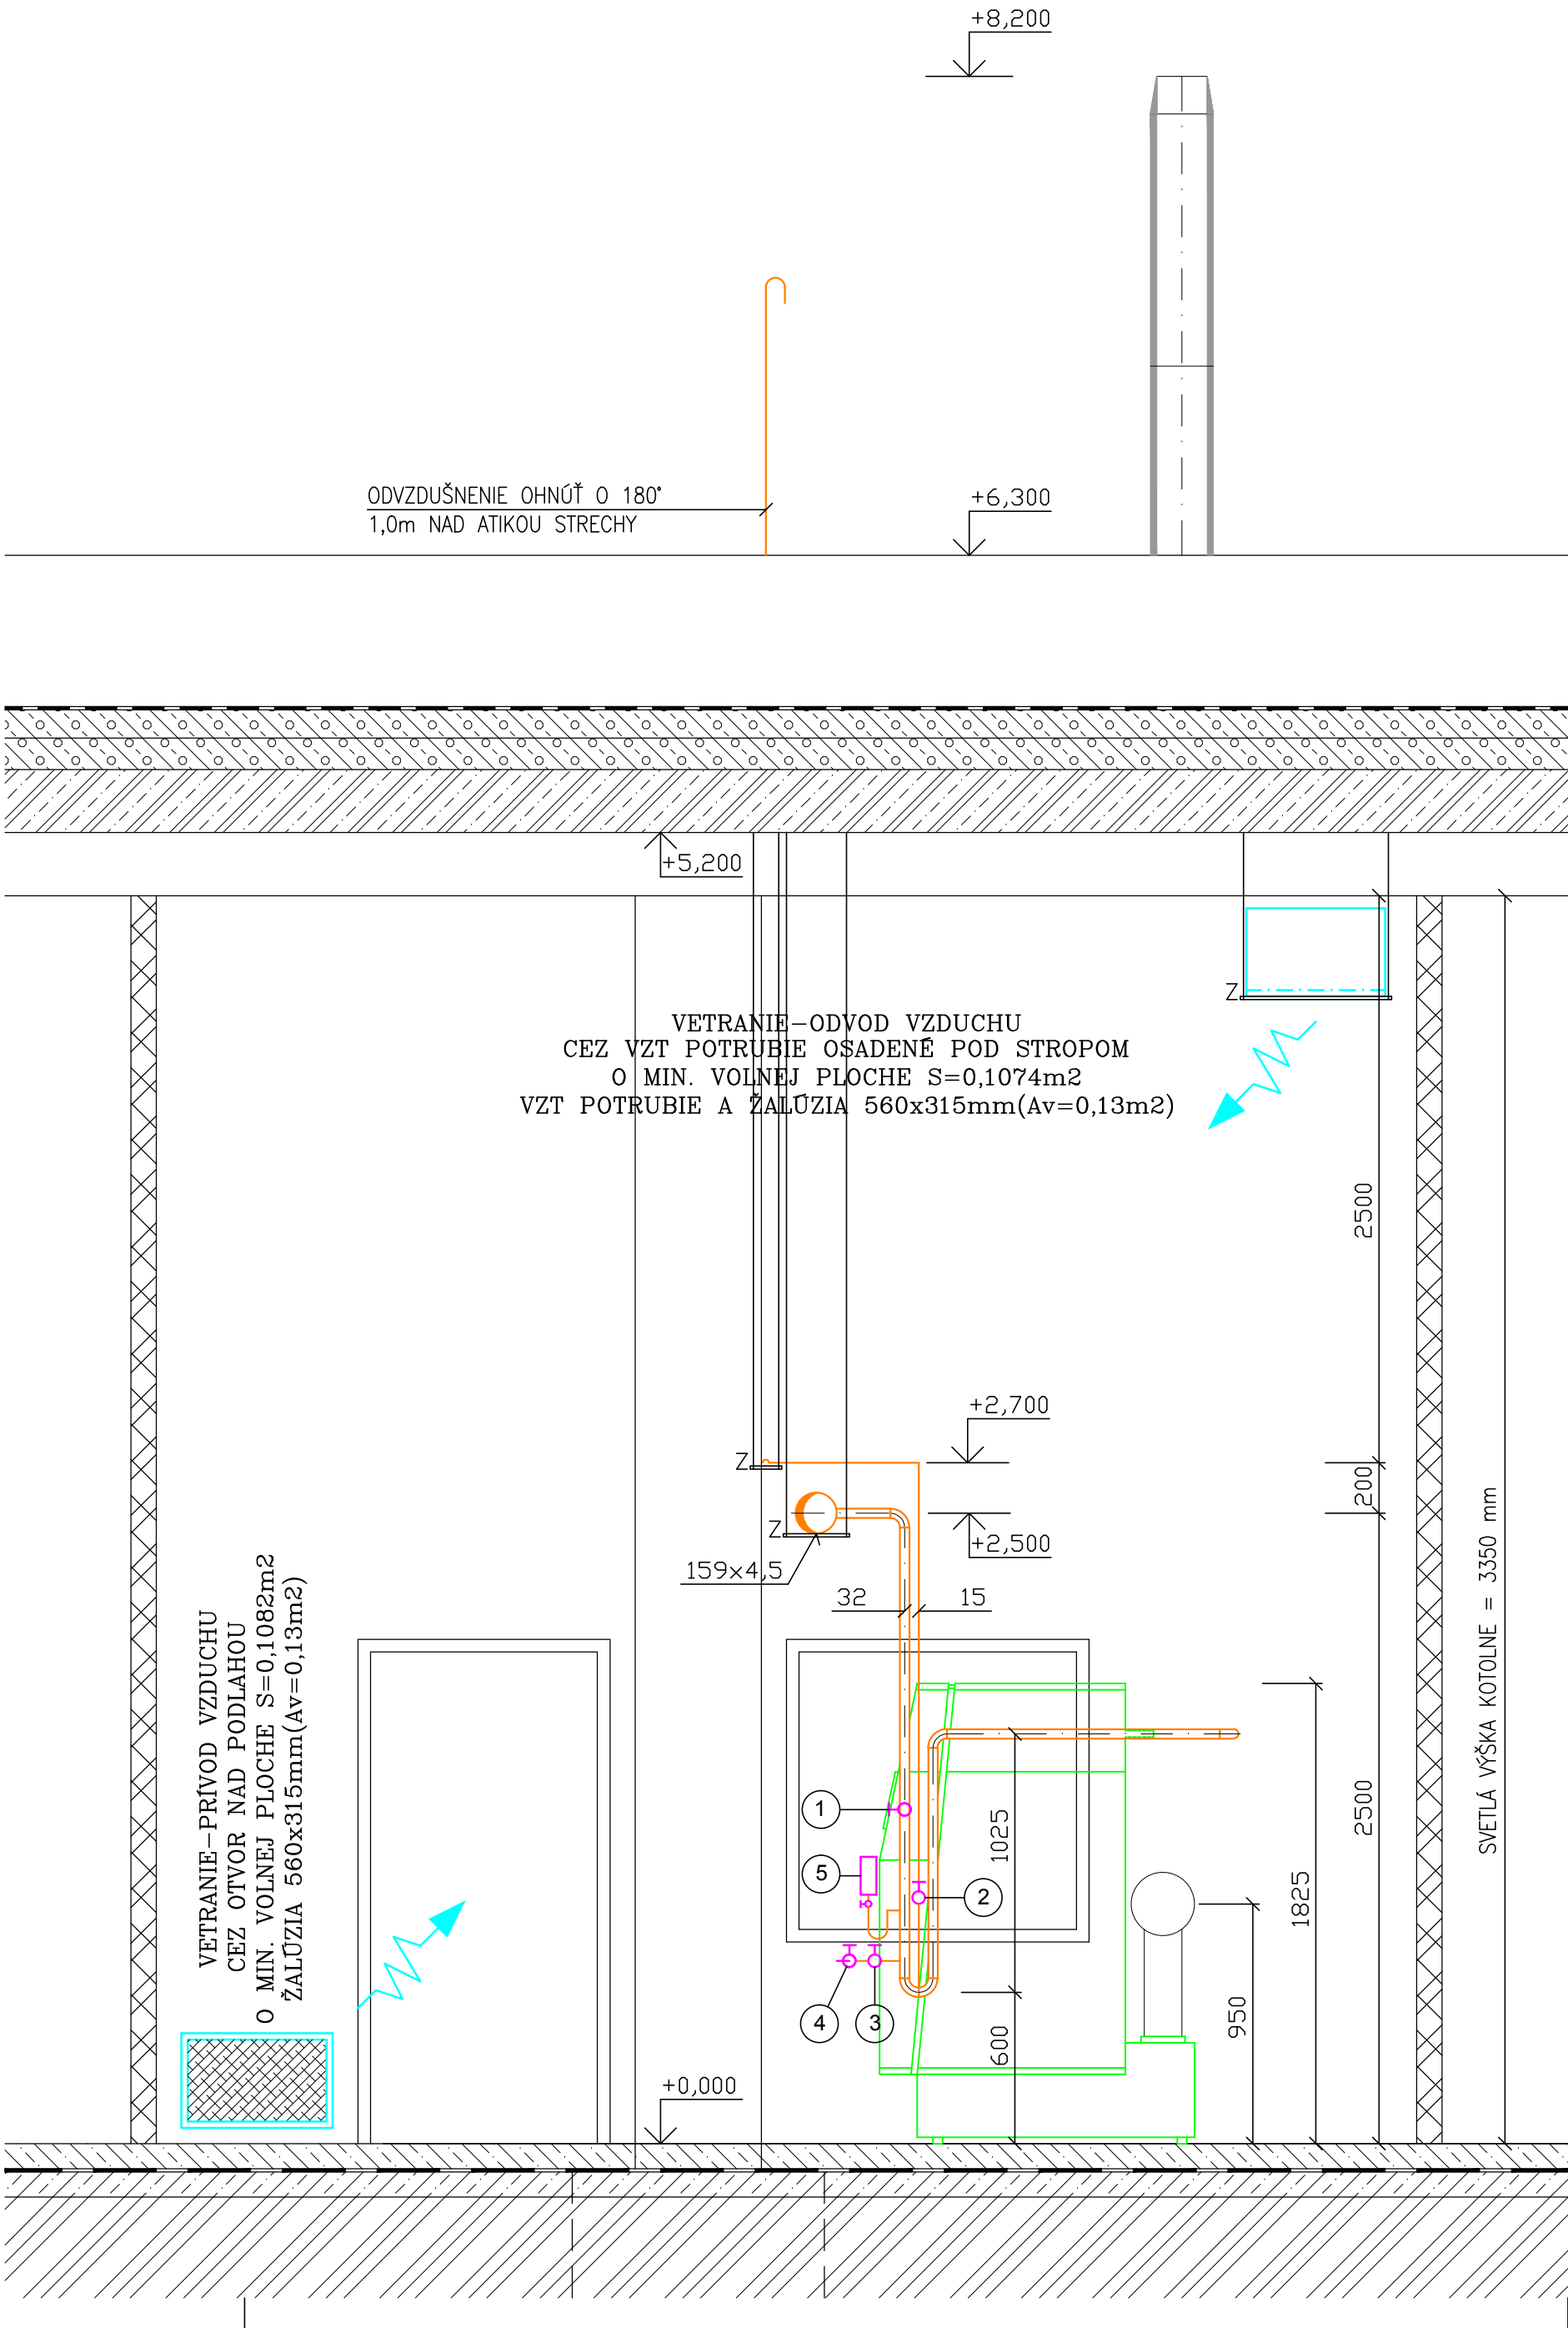 +8,200
ODVZDUŠNENIE OHNÚŤ O 180°
1,0m NAD ATIKOU STRECHY
+6,300
+5,200
Z
VETRANIE-ODVOD VZDUCHU
CEZ VZT POTRUBIE OSADENÉ POD STROPOM
O MIN. VOLNEJ PLOCHE S=0,1074m2
VZT POTRUBIE A ŽALÚZIA 560x315mm(Av=0,13m2)
2500
+2,700
Z
200
Z
+2,500
159x4,5
32
15
SVETLÁ VÝŠKA KOTOLNE = 3350 mm
VETRANIE-PRÍVOD VZDUCHU
CEZ OTVOR NAD PODLAHOU
O MIN. VOLNEJ PLOCHE S=0,1082m2
ŽALÚZIA 560x315mm(Av=0,13m2)
1
1025
2500
5
2
1825
4
3
600
950
+0,000